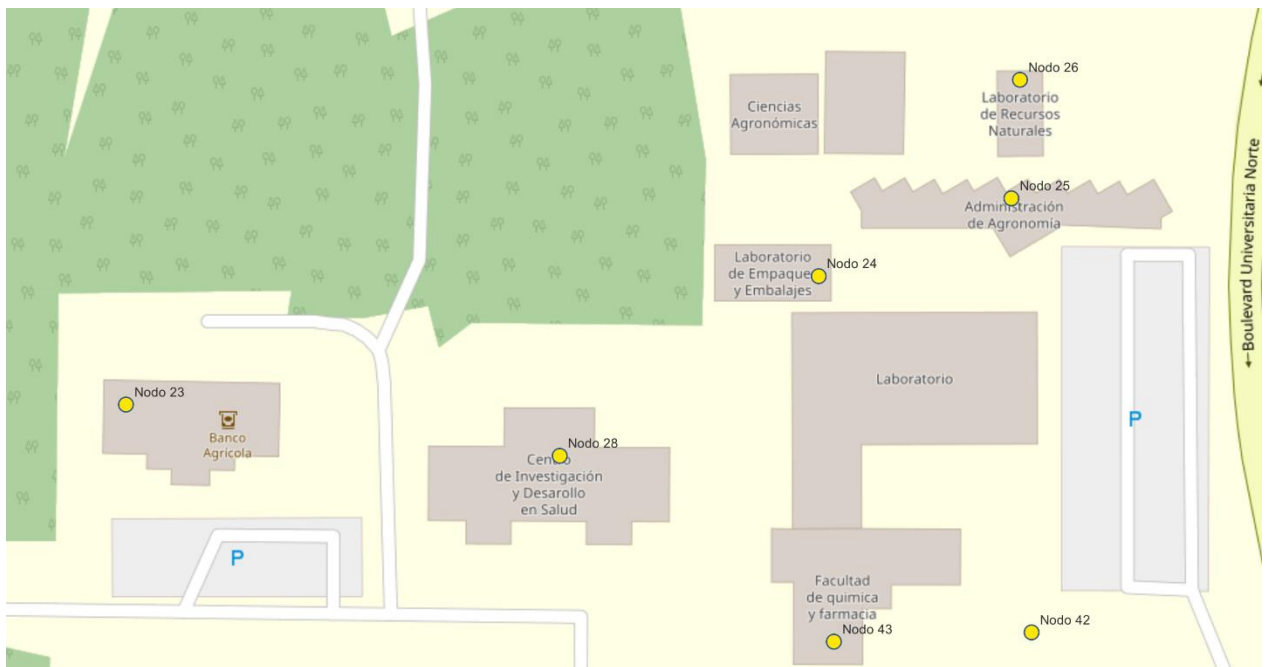 Nodo 26
Laboratorio
de Recursos
Naturales
Ciencias
Agronómicas
Nodo 25
Administración
de Agronomía
Laboratorio
de Empaque
y Embalajes
Nodo 24
←Boulevard Universitaria Norte
Laboratorio
Nodo 23
Banco
Agrícola
Nodo 28
Centro
de Investigación
y Desarollo
en Salud
P
P
Facultad
de quimica
y farmacia
Nodo 43
Nodo 42